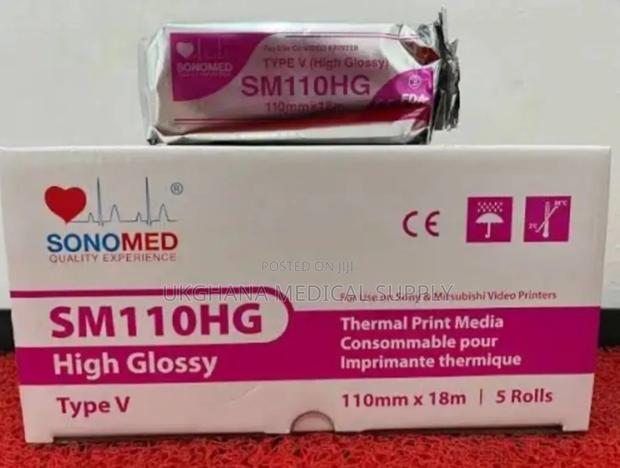 SONOMED
For Use On VIDEO PRINTER
TYPE V (High Glossy)
SM110HG
110mm×18m
®
SONOMED
QUALITY EXPERIENCE
CE
POSTED ON JIJI
UKGHANA MEDICAL SUPPLY
For Use on Sony & Mitsubishi Video Printers
SM110HG
High Glossy
Type V
Thermal Print Media
Consommable pour
Imprimante thermique
110mm x 18m | 5 Rolls